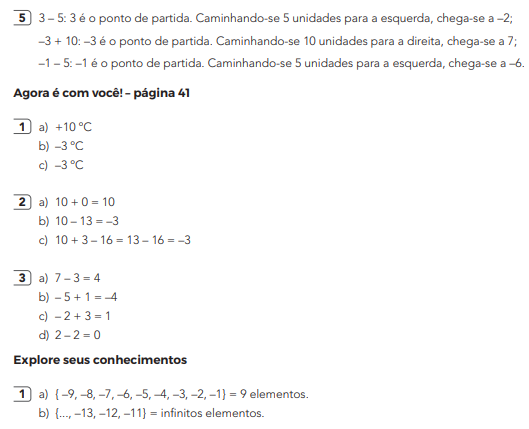 5 3 – 5: 3 é o ponto de partida. Caminhando-se 5 unidades para a esquerda, chega-se a –2;
–3 + 10: –3 é o ponto de partida. Caminhando-se 10 unidades para a direita, chega-se a 7;
–1 – 5: –1 é o ponto de partida. Caminhando-se 5 unidades para a esquerda, chega-se a –6.
Agora é com você! – página 41
1 a) +10 ºC
b) –3 ºC
c) –3 ºC
2 a) 10 + 0 = 10
b) 10 – 13 = –3
c) 10 + 3 – 16 = 13 – 16 = –3
3 a) 7 – 3 = 4
b) – 5 + 1 = –4
c) – 2 + 3 = 1
d) 2 – 2 = 0
Explore seus conhecimentos
1 a) { –9, –8, –7, –6, –5, –4, –3, –2, –1} = 9 elementos.
b) {..., –13, –12, –11} = infinitos elementos.